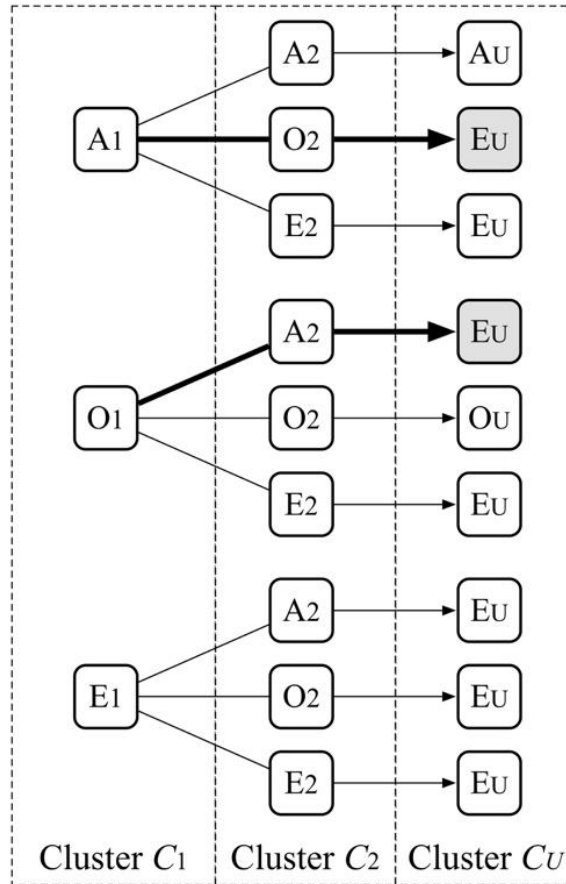 A2 AU
A1 O2 EU
E2 EU
A2 EU
O1 O2 OU
E2 EU
A2 EU
E1 O2 EU
E2 EU
Cluster C1 Cluster C2 Cluster CU